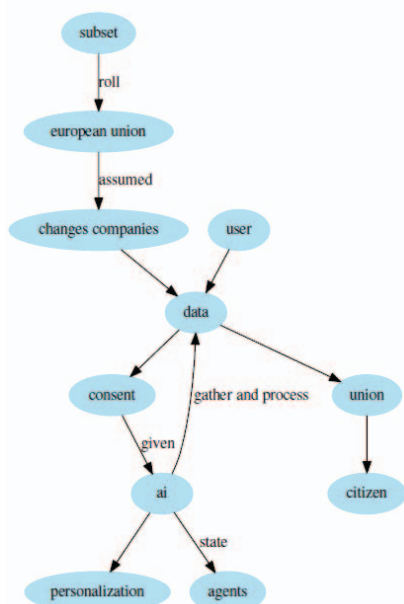 subset
roll
european union
assumed
changes companies
user
data
consent
gather and process
union
given
ai
citizen
state
personalization
agents